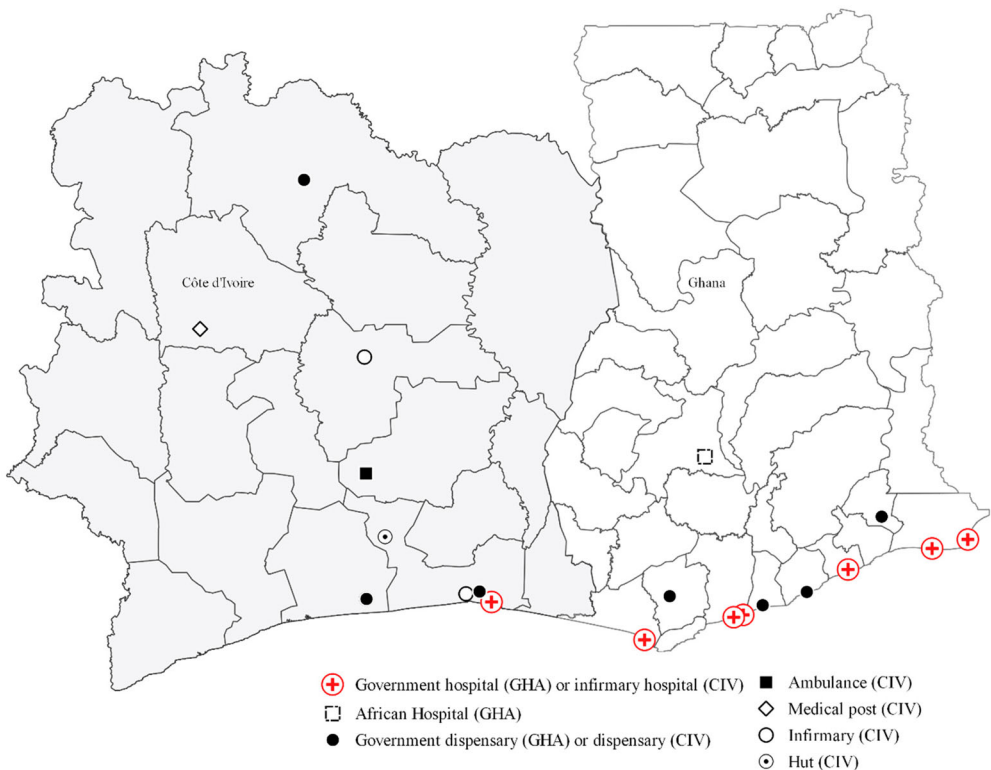 Côte d'Ivoire
Ghana
Government hospital (GHA) or infirmary hospital (CIV)
African Hospital (GHA)
Government dispensary (GHA) or dispensary (CIV)
Ambulance (CIV)
Medical post (CIV)
Infirmary (CIV)
Hut (CIV)